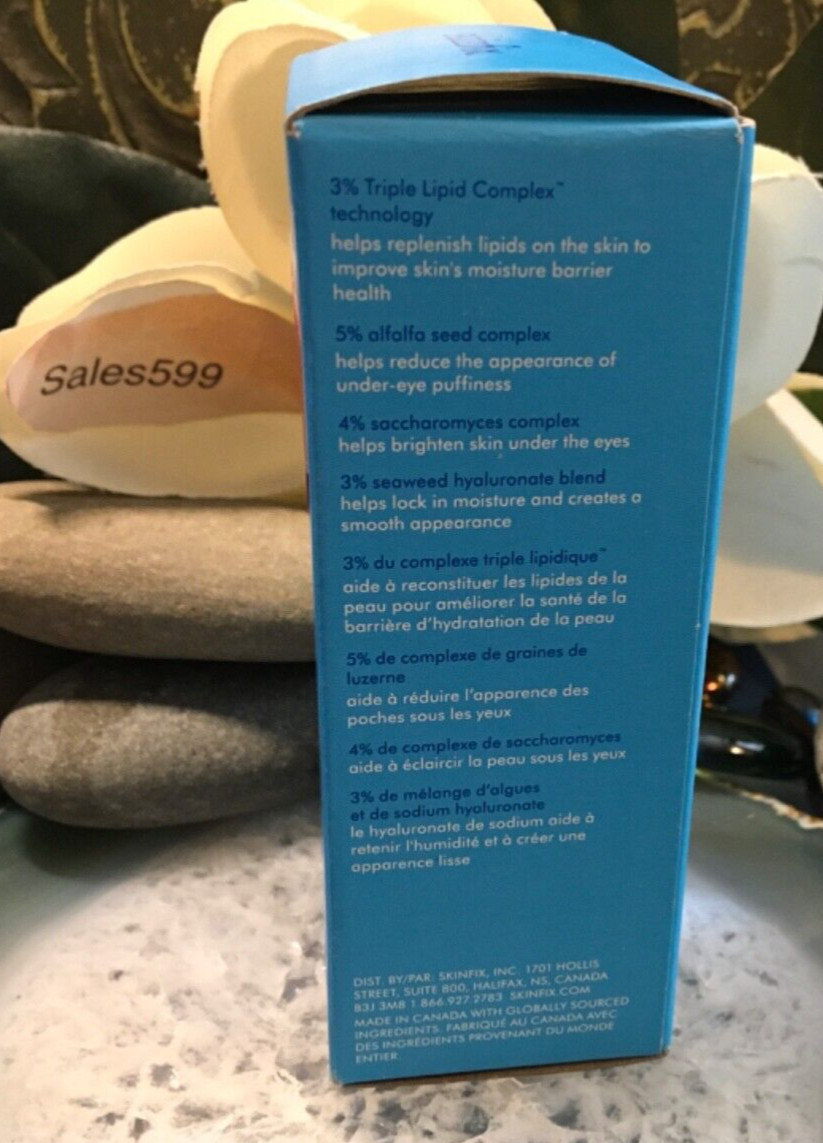 Sales599
3% Triple Lipid Complex™
technology
helps replenish lipids on the skin to
improve skin's moisture barrier
health
5% alfalfa seed complex
helps reduce the appearance of
under-eye puffiness
4% saccharomyces complex
helps brighten skin under the eyes
3% seaweed hyaluronate blend
helps lock in moisture and creates a
smooth appearance
3% du complexe triple lipidique™
aide à reconstituer les lipides de la
peau pour améliorer la santé de la
barrière d'hydratation de la peau
5% de complexe de graines de
luzerne
aide à réduire l'apparence des
poches sous les yeux
4% de complexe de saccharomyces
aide à éclaircir la peau sous les yeux
3% de mélange d'algues
et de sodium hyaluronate
le hyaluronate de sodium aide à
retenir l'humidité et à créer une
apparence lisse
DIST. BY/PAR: SKINFIX, INC. 1701 HOLLIS
STREET, SUITE 800, HALIFAX, NS, CANADA
B3J 3M8 1.866.927.2783 SKINFIX.COM
MADE IN CANADA WITH GLOBALLY SOURCED
INGREDIENTS. FABRIQUÉ AU CANADA AVEC
DES INGRÉDIENTS PROVENANT DU MONDE
ENTIER.